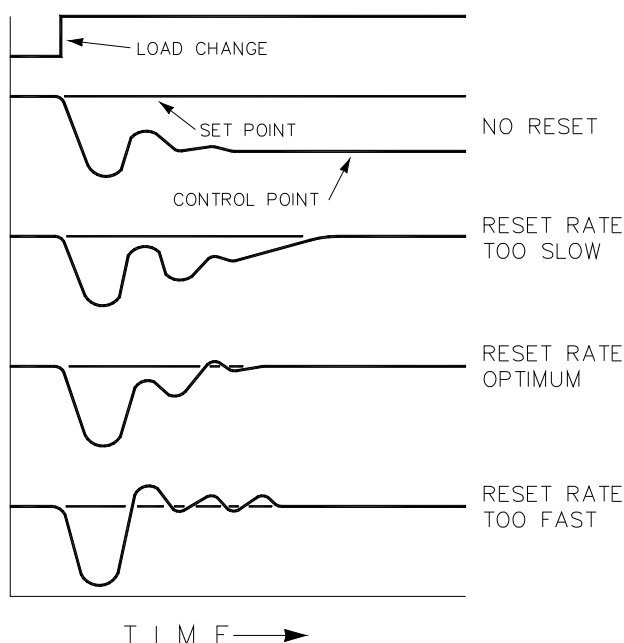 LOAD CHANGE
SET POINT
NO RESET
CONTROL POINT
RESET RATE
TOO SLOW
RESET RATE
OPTIMUM
RESET RATE
TOO FAST
TIME